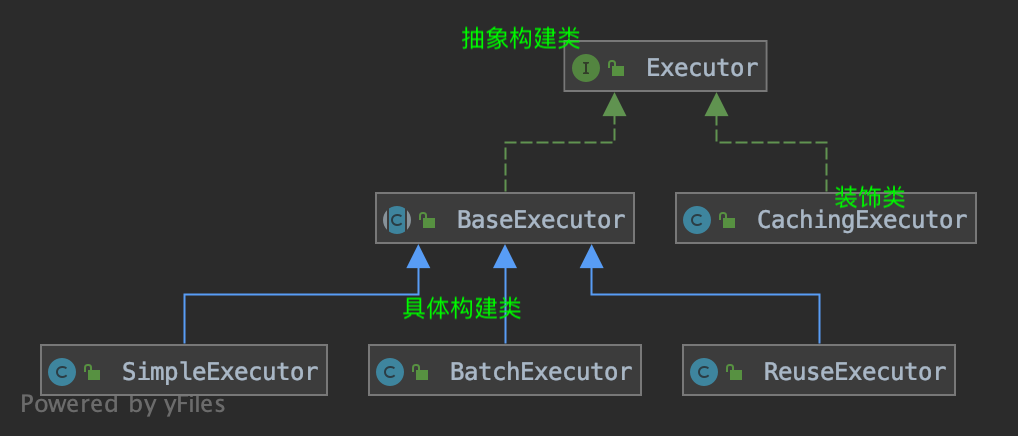 抽象构建类
I Executor
装饰类
C BaseExecutor
C CachingExecutor
具体构建类
C SimpleExecutor
C BatchExecutor
C ReuseExecutor
Powered by yFiles